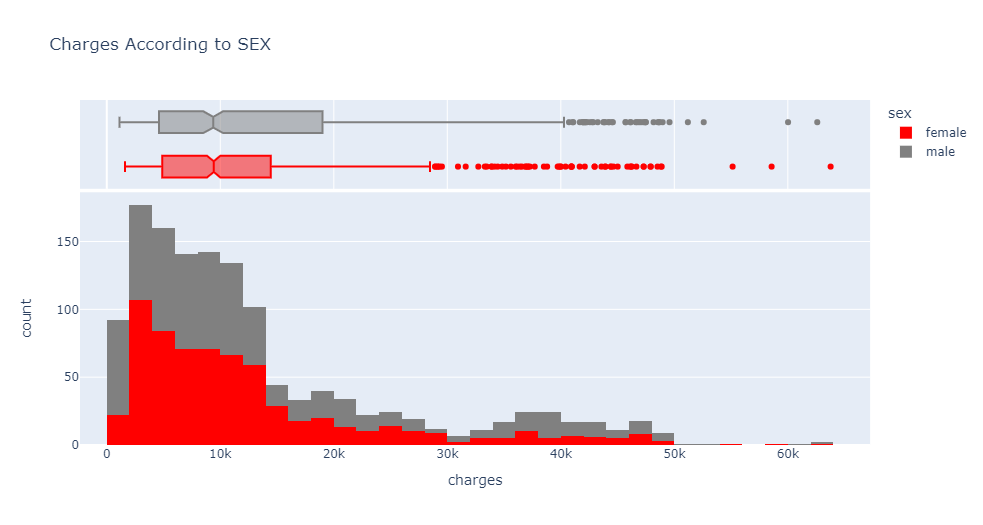 Charges According to SEX
sex
female
male
150
100
50
0
count
0
10k
20k
30k
40k
50k
60k
charges